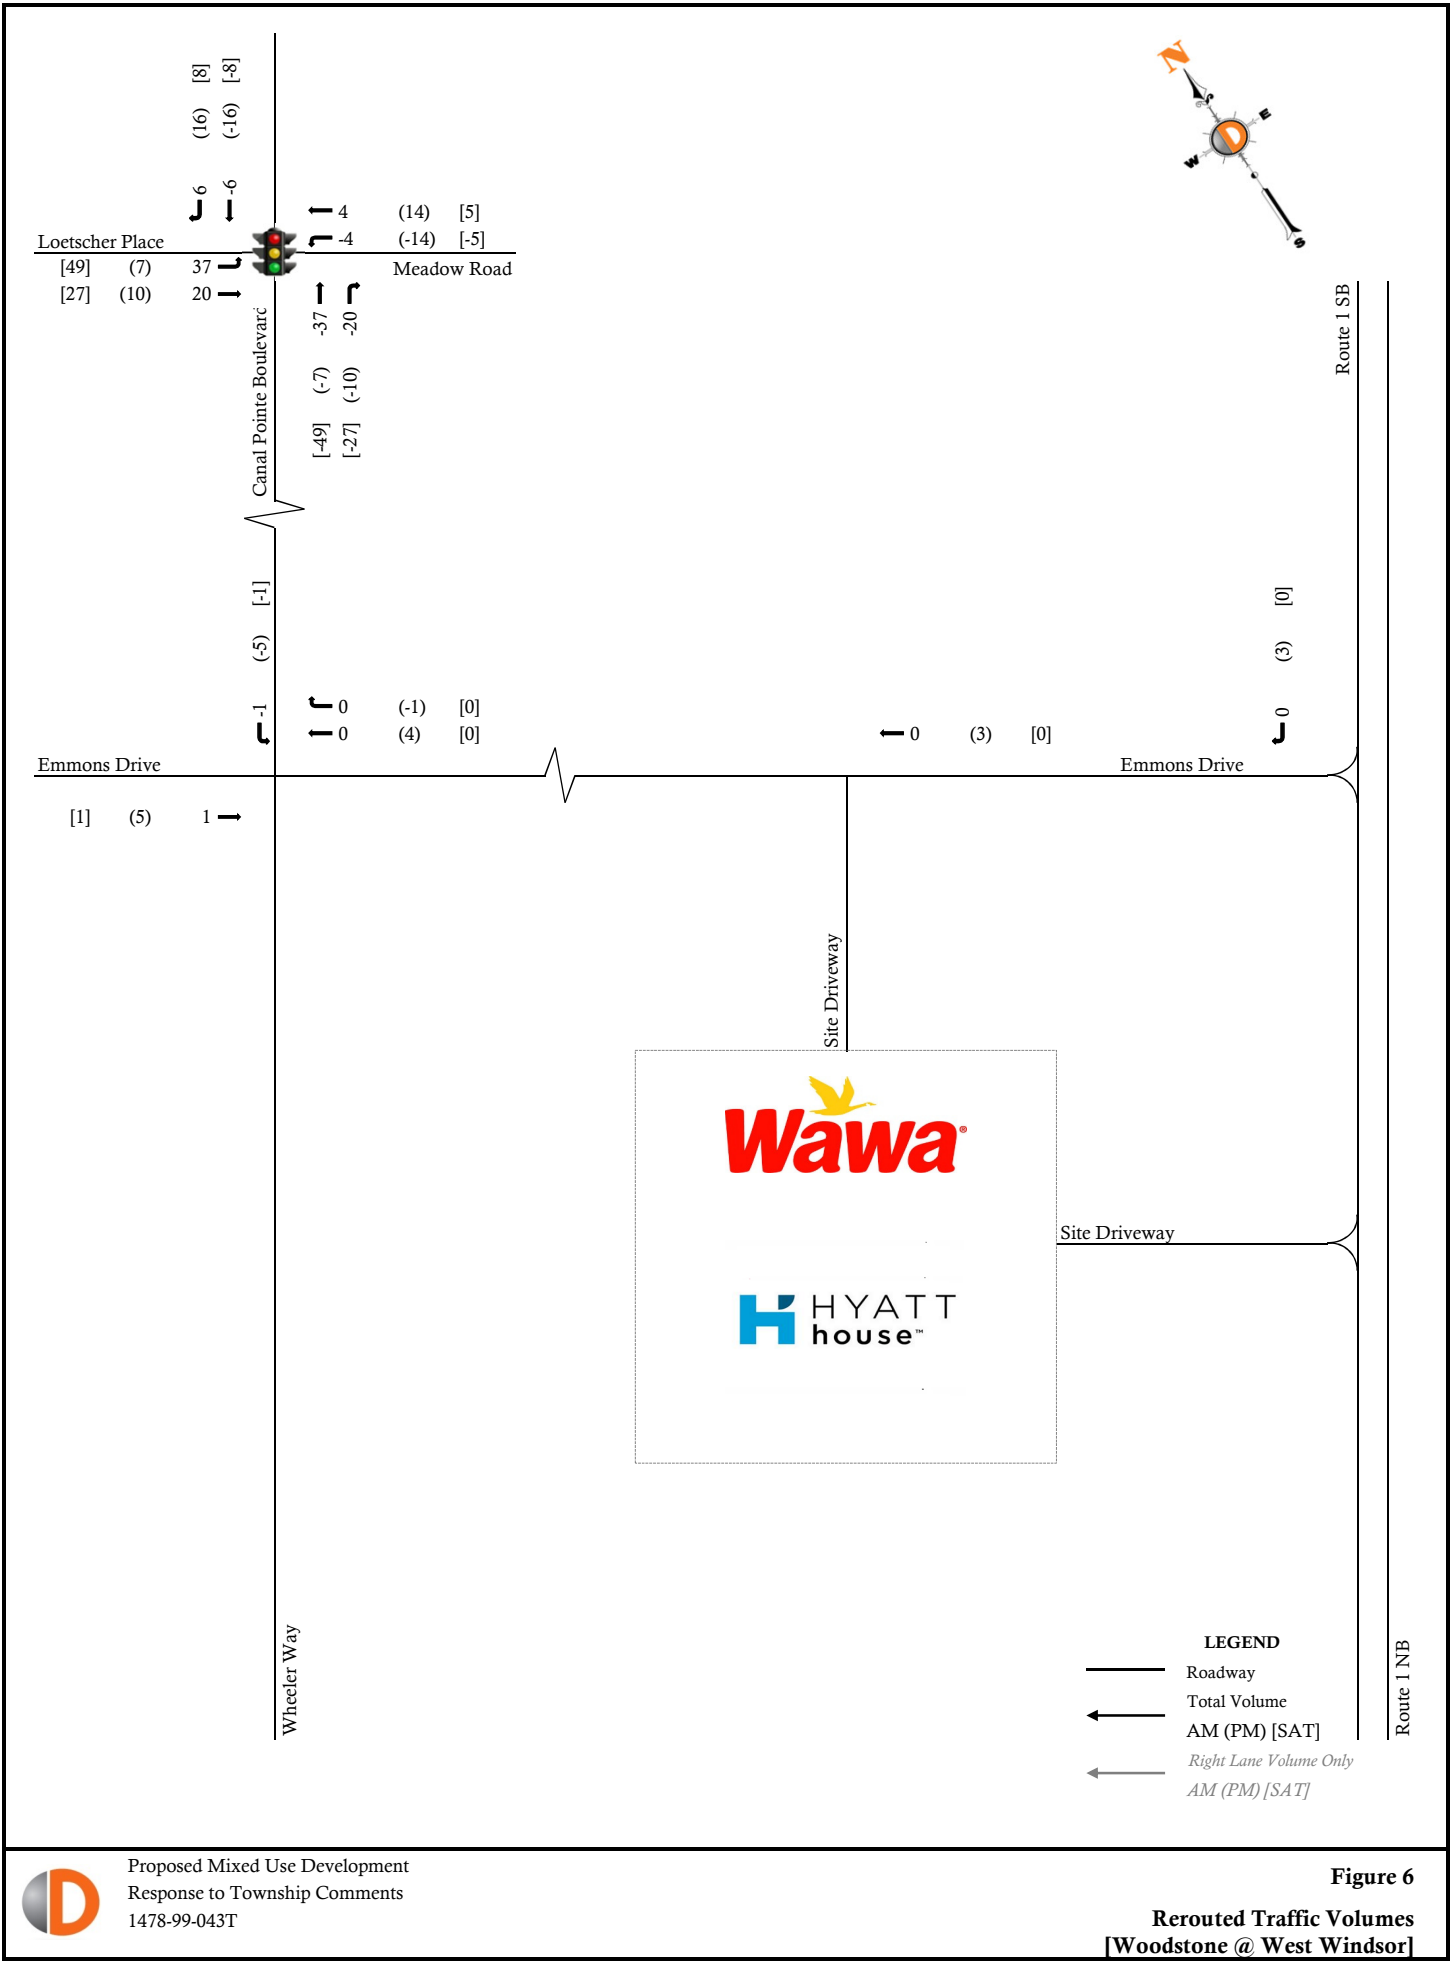 [8] [-8]
(16) (-16)
6 -6
N
E
W
S
D
4 (14) [5]
-4 (-14) [-5]
Loetscher Place
Meadow Road
[49] (7) 37
[27] (10) 20
-37 -20
(-7) (-10)
[-49] [-27]
Canal Pointe Boulevard
Route 1 SB
[-1]
(-5)
-1
[0]
(3)
0
0 (-1) [0]
0 (4) [0]
0 (3) [0]
Emmons Drive
Emmons Drive
[1] (5) 1
Site Driveway
Wawa®
Site Driveway
HYATT
house™
Wheeler Way
Route 1 NB
LEGEND
Roadway
Total Volume
AM (PM) [SAT]
Right Lane Volume Only
AM (PM) [SAT]
Proposed Mixed Use Development
Response to Township Comments
1478-99-043T
Figure 6
Rerouted Traffic Volumes
[Woodstone @ West Windsor]